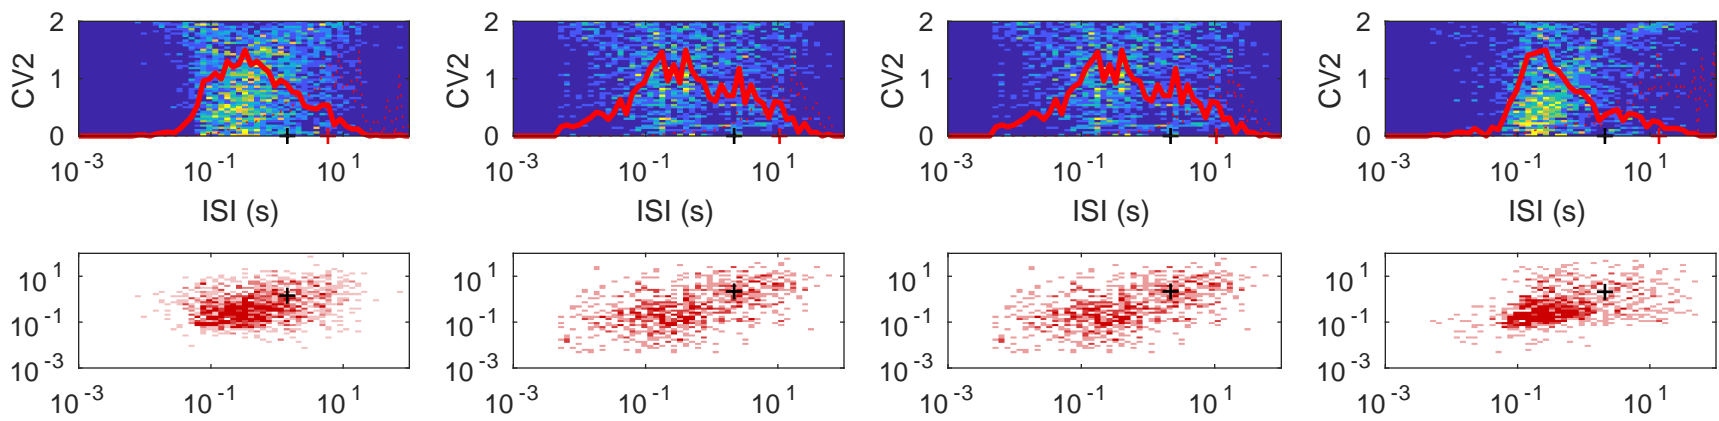 2 2 2 2
CV2 1 CV2 1 CV2 1 CV2 1
0 0 0 0
10^-3 10^-1 10^1 10^-3 10^-1 10^1 10^-3 10^-1 10^1 10^-3 10^-1 10^1
ISI (s) ISI (s) ISI (s) ISI (s)
10^1 10^1 10^1 10^1
10^-1 10^-1 10^-1 10^-1
10^-3 10^-3 10^-3 10^-3
10^-3 10^-1 10^1 10^-3 10^-1 10^1 10^-3 10^-1 10^1 10^-3 10^-1 10^1